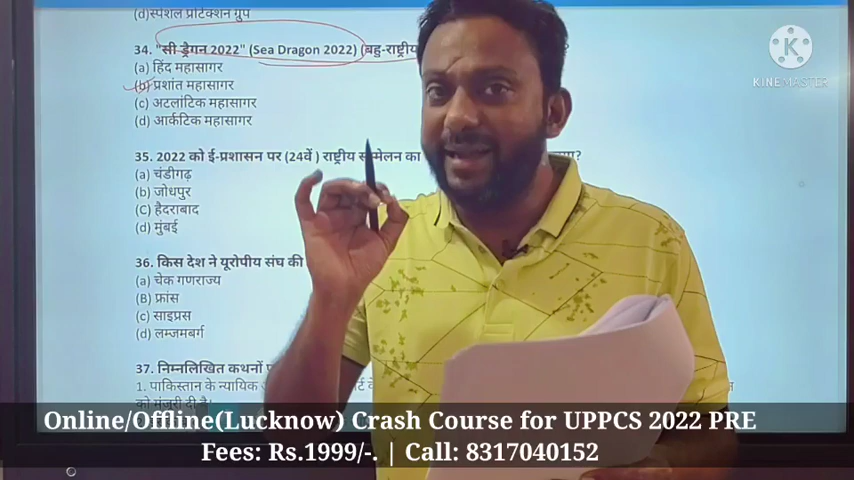 (d)स्पेशल प्रोटेक्शन ग्रुप
34. "सी ड्रैगन 2022" (Sea Dragon 2022) (बहु-राष्ट्रीय ?
(a) हिंद महासागर
(b) प्रशांत महासागर
(c) अटलांटिक महासागर
(d) आर्कटिक महासागर
35. 2022 को ई-प्रशासन पर (24वें ) राष्ट्रीय सम्मेलन का ?
(a) चंडीगढ़
(b) जोधपुर
(C) हैदराबाद
(d) मुंबई
36. किस देश ने यूरोपीय संघ की
(a) चेक गणराज्य
(B) फ्रांस
(c) साइप्रस
(d) लग्जमबर्ग
37. निम्नलिखित कथनों
1. पाकिस्तान के न्यायिक
को मंजूरी दी है।
KINEMASTER
Online/Offline(Lucknow) Crash Course for UPPCS 2022 PRE
Fees: Rs.1999/-. | Call: 8317040152